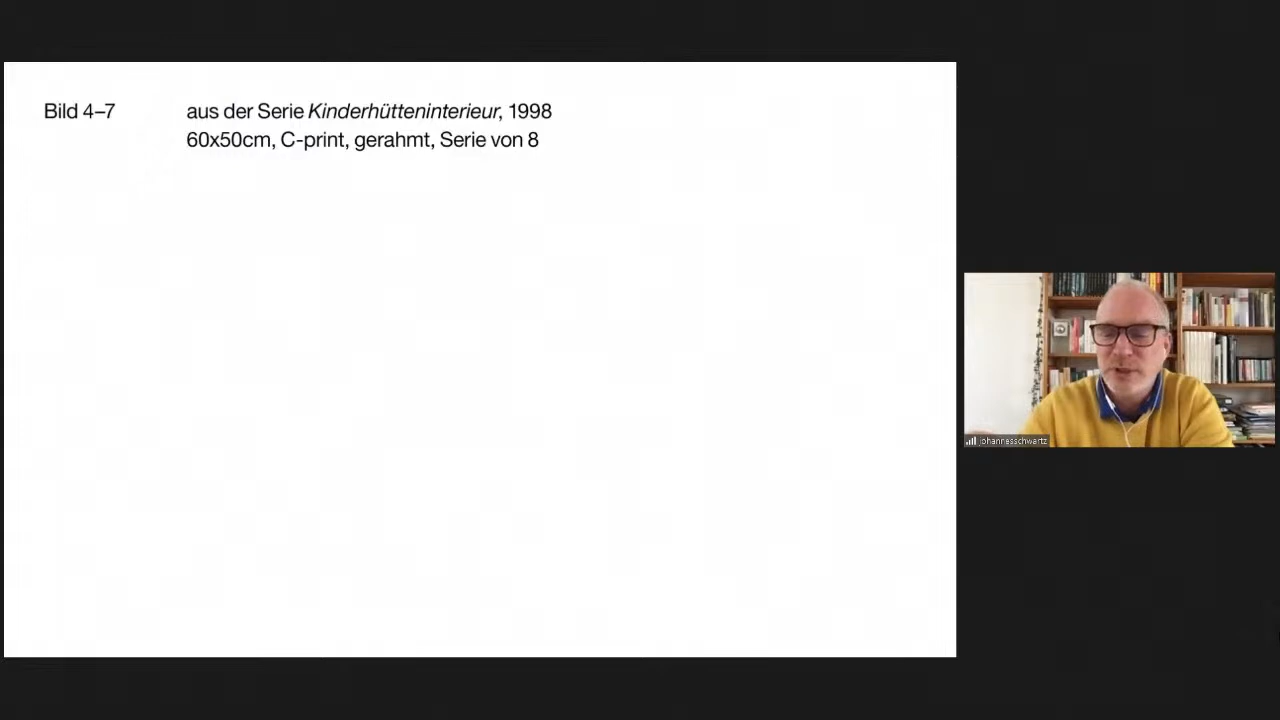 Bild 4–7 aus der Serie Kinderhütteninterieur, 1998
60x50cm, C-print, gerahmt, Serie von 8
johannesschwartz